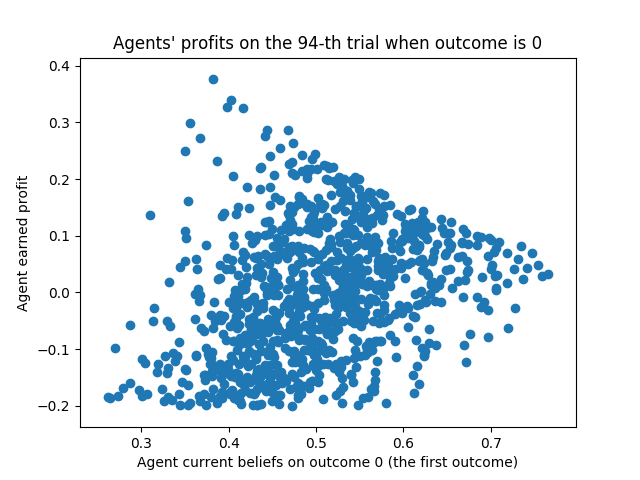 Agents' profits on the 94-th trial when outcome is 0
0.4
0.3
0.2
0.1
0.0
−0.1
−0.2
Agent earned profit
0.3 0.4 0.5 0.6 0.7
Agent current beliefs on outcome 0 (the first outcome)